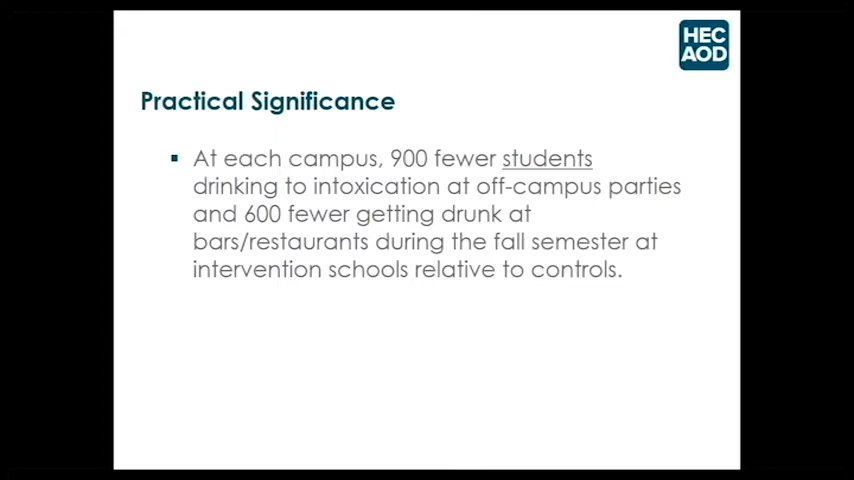 HEC
AOD
Practical Significance
▪ At each campus, 900 fewer students
drinking to intoxication at off-campus parties
and 600 fewer getting drunk at
bars/restaurants during the fall semester at
intervention schools relative to controls.